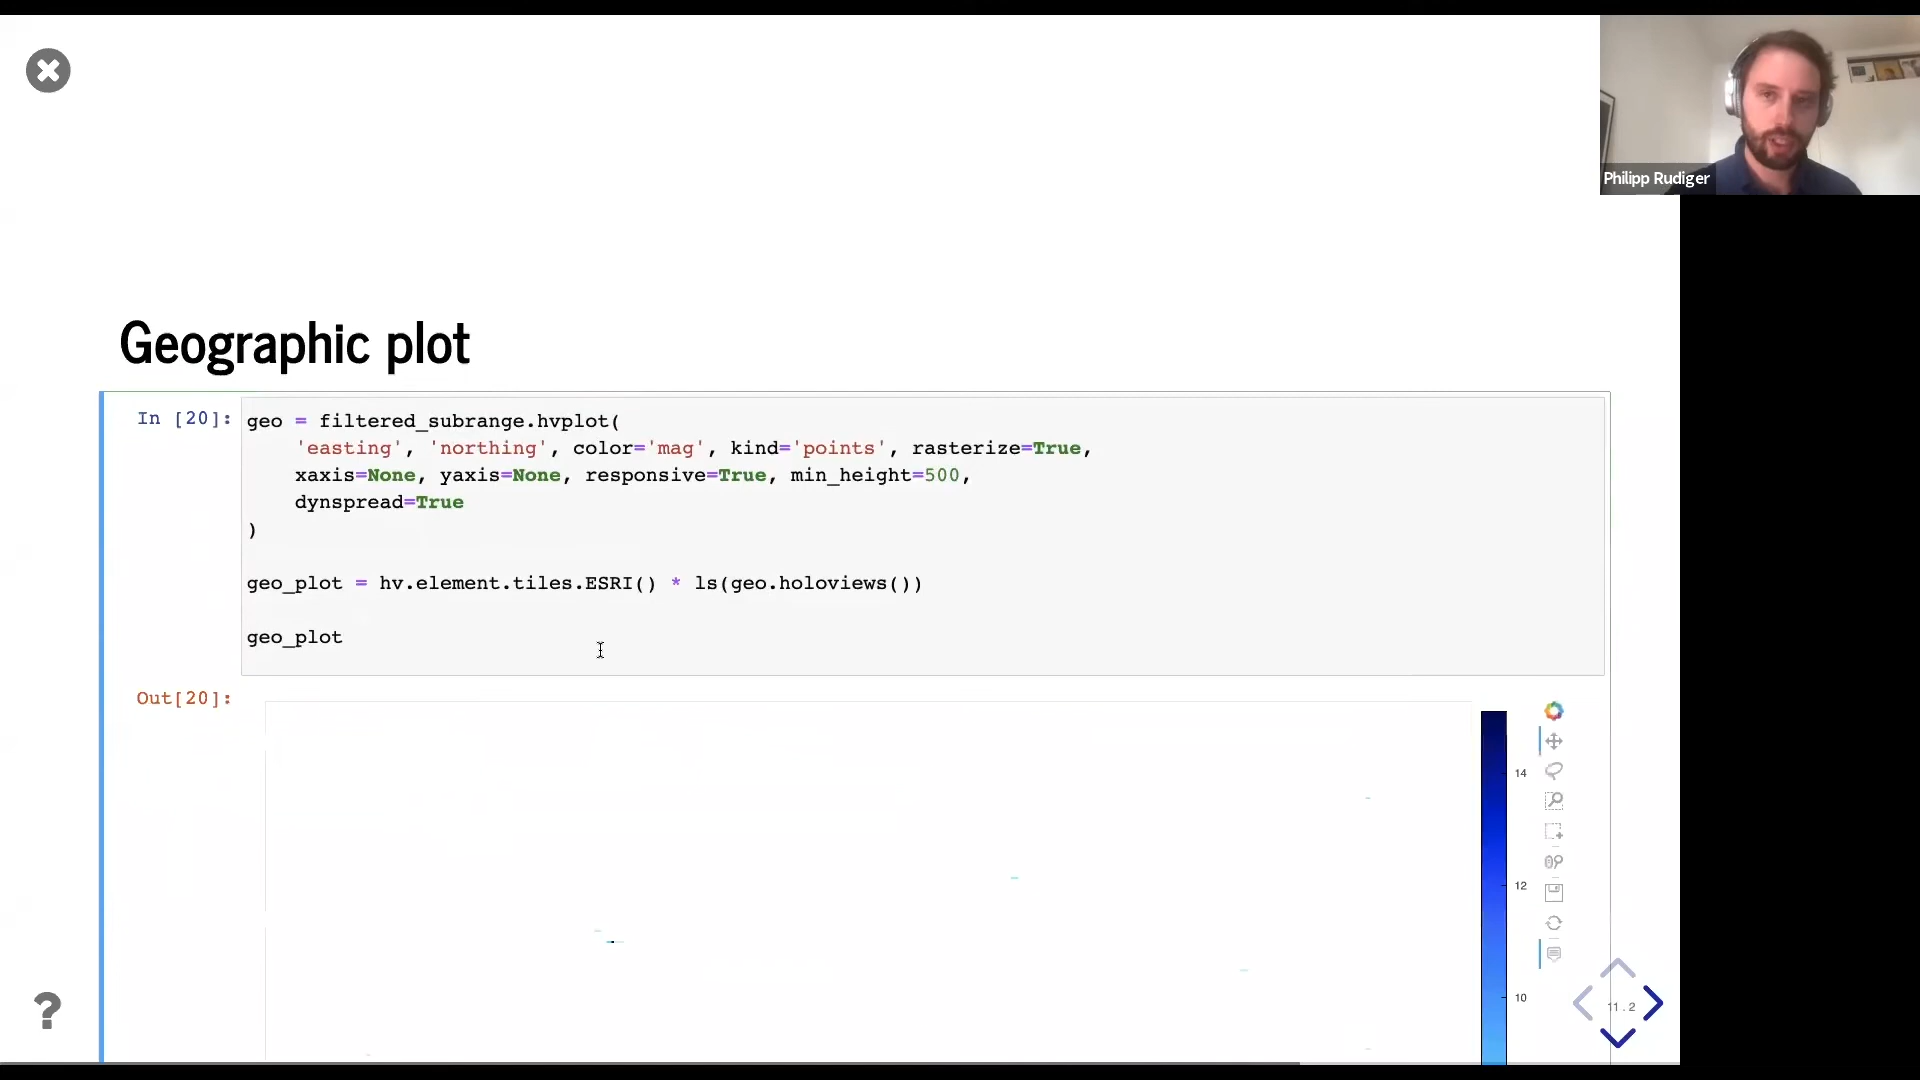 Philipp Rudiger
Geographic plot
In [20]:
geo = filtered_subrange.hvplot(
    'easting', 'northing', color='mag', kind='points', rasterize=True,
    xaxis=None, yaxis=None, responsive=True, min_height=500,
    dynspread=True
)
geo_plot = hv.element.tiles.ESRI() * ls(geo.holoviews())
geo_plot
Out[20]:
14
12
10
11.2
?